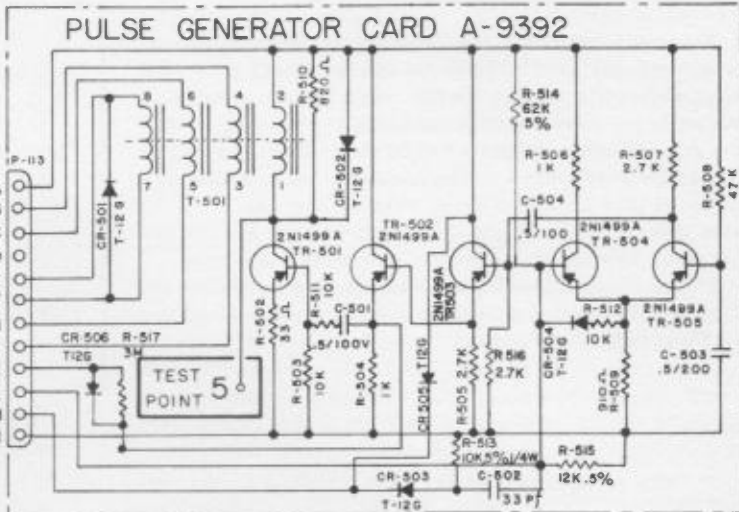 PULSE GENERATOR CARD A-9392
P-113
8
6
4
2
7
5
3
1
T-501
CR-501
T-12G
R-510
820 Ω
CR-502
T-12G
R-514
62K
5%
R-506
1K
R-507
2.7K
R-508
47K
C-504
.5/100
2N1499A
TR-501
TR-502
2N1499A
2N1499A
TR503
2N1499A
TR-504
2N1499A
TR-505
R-502
33 Ω
R-511
10K
C-501
.5/100V
R-503
10K
R-504
1K
CR505
T12G
R-505
2.7K
R516
2.7K
CR-504
T-12G
R-512
10K
910Ω
R-509
C-503
.5/200
CR-506
T12G
R-517
3M
TEST
POINT
5
R-513
10K,5%1/4W
CR-503
T-12G
C-502
33 Pf
R-515
12K .5%